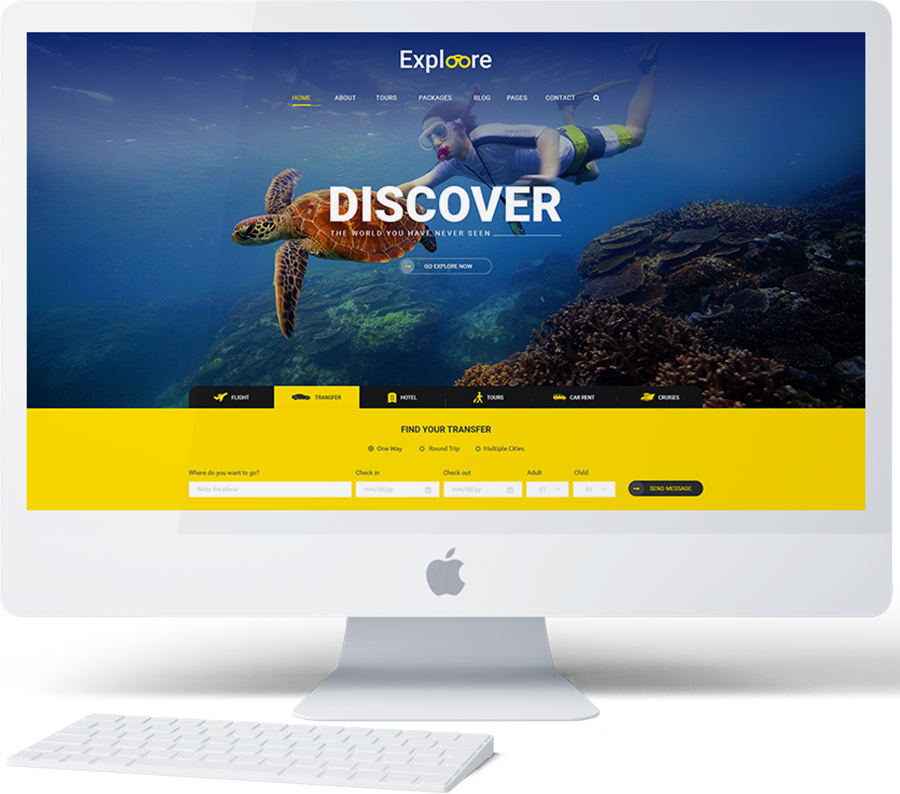 Exploore
HOME ABOUT TOURS PACKAGES BLOG PAGES CONTACT
DISCOVER
THE WORLD YOU HAVE NEVER SEEN
GO EXPLORE NOW
FLIGHT TRANSFER HOTEL TOURS CAR RENT CRUISES
FIND YOUR TRANSFER
One Way Round Trip Multiple Cities
Where do you want to go? Check in Check out Adult Child
Write the place mm/dd/yy mm/dd/yy 01 01 SEND MESSAGE